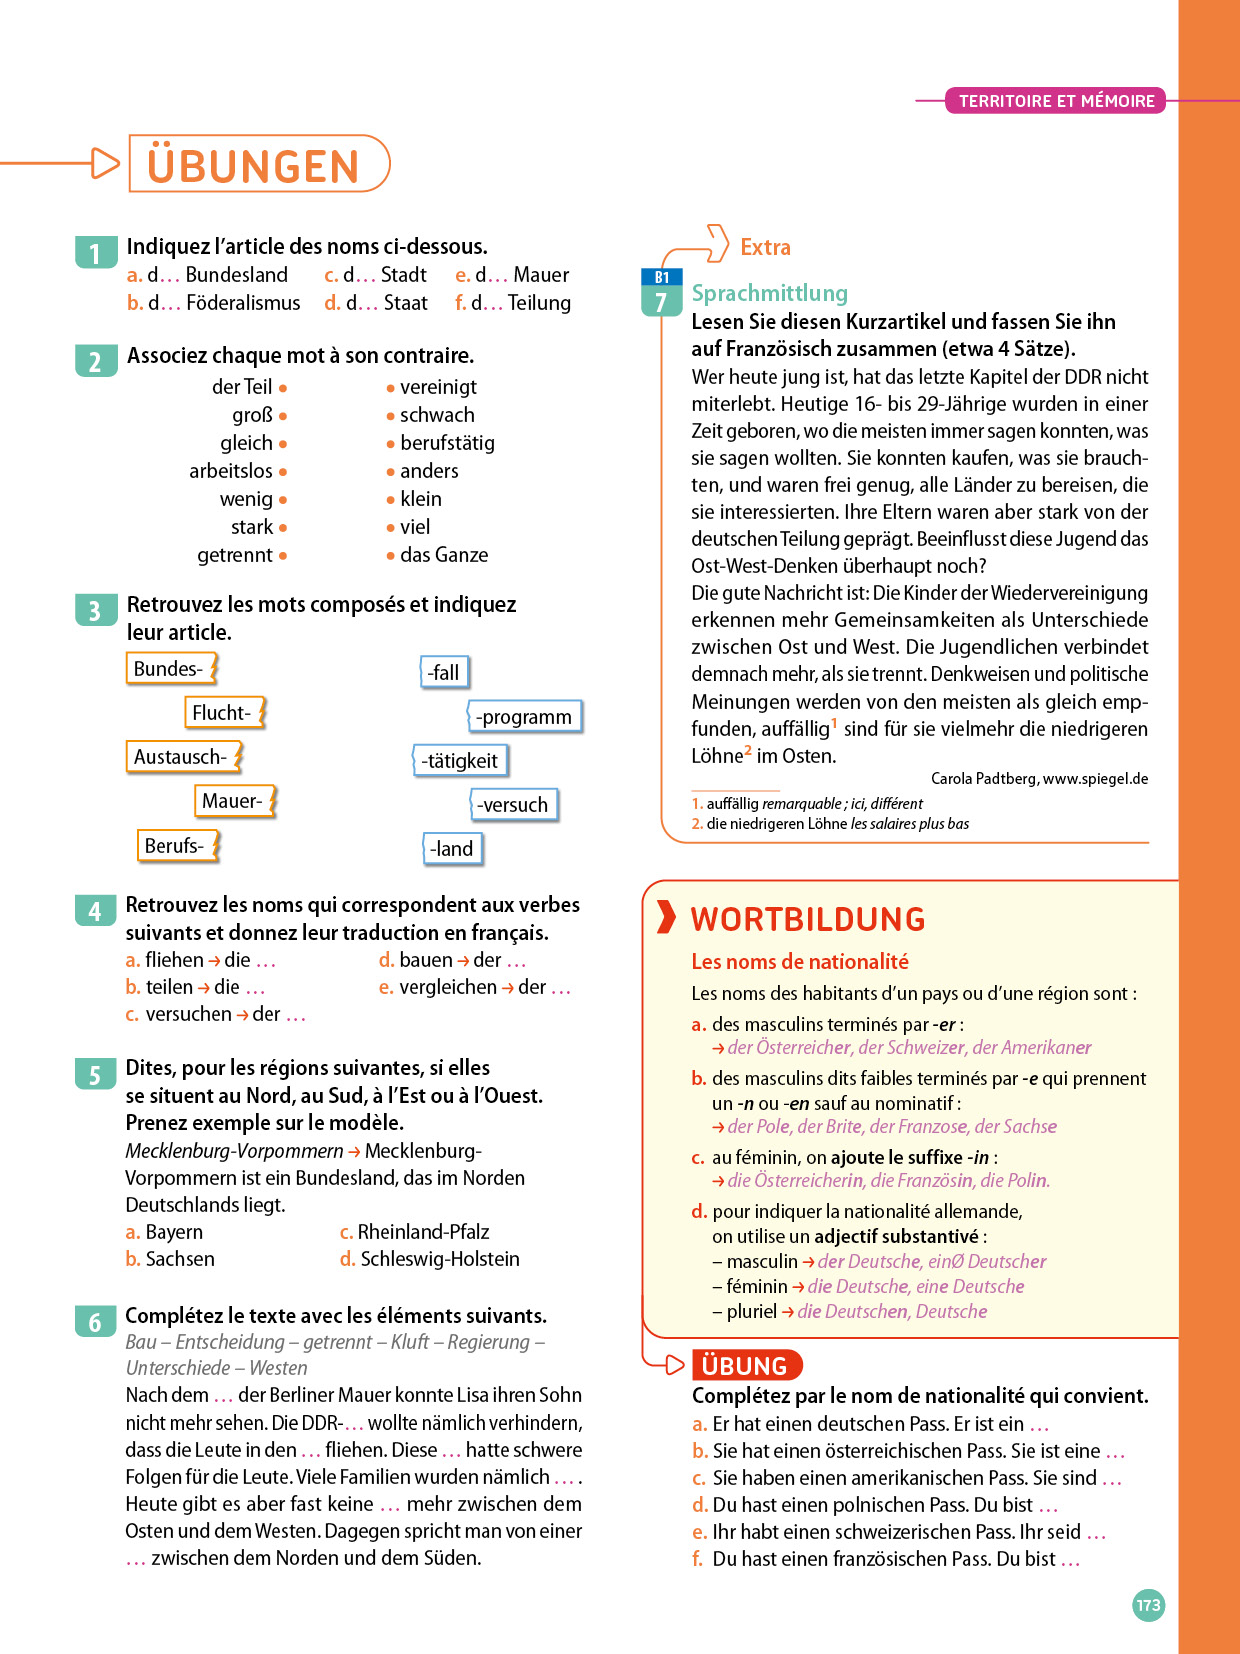 TERRITOIRE ET MÉMOIRE
ÜBUNGEN
1 Indiquez l’article des noms ci-dessous.
a. d… Bundesland c. d… Stadt e. d… Mauer
b. d… Föderalismus d. d… Staat f. d… Teilung
2 Associez chaque mot à son contraire.
der Teil • • vereinigt
groß • • schwach
gleich • • berufstätig
arbeitslos • • anders
wenig • • klein
stark • • viel
getrennt • • das Ganze
3 Retrouvez les mots composés et indiquez
leur article.
Bundes- -fall
Flucht- -programm
Austausch- -tätigkeit
Mauer- -versuch
Berufs- -land
4 Retrouvez les noms qui correspondent aux verbes
suivants et donnez leur traduction en français.
a. fliehen → die … d. bauen → der …
b. teilen → die … e. vergleichen → der …
c. versuchen → der …
5 Dites, pour les régions suivantes, si elles
se situent au Nord, au Sud, à l’Est ou à l’Ouest.
Prenez exemple sur le modèle.
Mecklenburg-Vorpommern → Mecklenburg-
Vorpommern ist ein Bundesland, das im Norden
Deutschlands liegt.
a. Bayern c. Rheinland-Pfalz
b. Sachsen d. Schleswig-Holstein
6 Complétez le texte avec les éléments suivants.
Bau – Entscheidung – getrennt – Kluft – Regierung –
Unterschiede – Westen
Nach dem … der Berliner Mauer konnte Lisa ihren Sohn
nicht mehr sehen. Die DDR-… wollte nämlich verhindern,
dass die Leute in den … fliehen. Diese … hatte schwere
Folgen für die Leute. Viele Familien wurden nämlich … .
Heute gibt es aber fast keine … mehr zwischen dem
Osten und dem Westen. Dagegen spricht man von einer
… zwischen dem Norden und dem Süden.
Extra
B1
7 Sprachmittlung
Lesen Sie diesen Kurzartikel und fassen Sie ihn
auf Französisch zusammen (etwa 4 Sätze).
Wer heute jung ist, hat das letzte Kapitel der DDR nicht
miterlebt. Heutige 16- bis 29-Jährige wurden in einer
Zeit geboren, wo die meisten immer sagen konnten, was
sie sagen wollten. Sie konnten kaufen, was sie brauch-
ten, und waren frei genug, alle Länder zu bereisen, die
sie interessierten. Ihre Eltern waren aber stark von der
deutschen Teilung geprägt. Beeinflusst diese Jugend das
Ost-West-Denken überhaupt noch?
Die gute Nachricht ist: Die Kinder der Wiedervereinigung
erkennen mehr Gemeinsamkeiten als Unterschiede
zwischen Ost und West. Die Jugendlichen verbindet
demnach mehr, als sie trennt. Denkweisen und politische
Meinungen werden von den meisten als gleich emp-
funden, auffällig1 sind für sie vielmehr die niedrigeren
Löhne2 im Osten.
Carola Padtberg, www.spiegel.de
1. auffällig remarquable ; ici, différent
2. die niedrigeren Löhne les salaires plus bas
WORTBILDUNG
Les noms de nationalité
Les noms des habitants d’un pays ou d’une région sont :
a. des masculins terminés par -er :
→ der Österreicher, der Schweizer, der Amerikaner
b. des masculins dits faibles terminés par -e qui prennent
un -n ou -en sauf au nominatif :
→ der Pole, der Brite, der Franzose, der Sachse
c. au féminin, on ajoute le suffixe -in :
→ die Österreicherin, die Französin, die Polin.
d. pour indiquer la nationalité allemande,
on utilise un adjectif substantivé :
– masculin → der Deutsche, einØ Deutscher
– féminin → die Deutsche, eine Deutsche
– pluriel → die Deutschen, Deutsche
ÜBUNG
Complétez par le nom de nationalité qui convient.
a. Er hat einen deutschen Pass. Er ist ein …
b. Sie hat einen österreichischen Pass. Sie ist eine …
c. Sie haben einen amerikanischen Pass. Sie sind …
d. Du hast einen polnischen Pass. Du bist …
e. Ihr habt einen schweizerischen Pass. Ihr seid …
f. Du hast einen französischen Pass. Du bist …
173